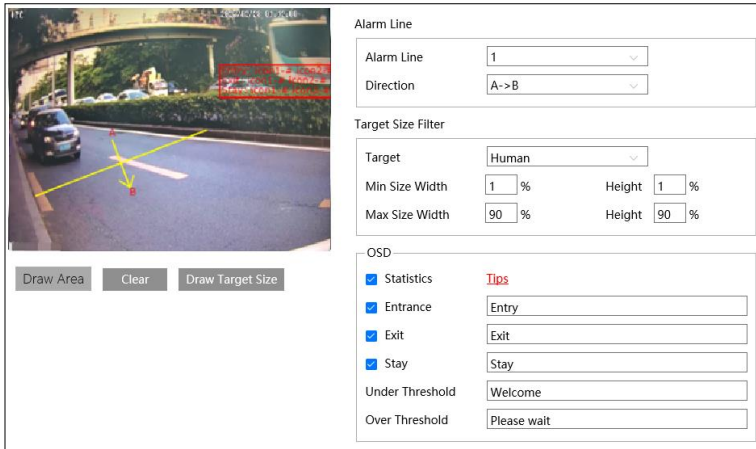 Alarm Line
Alarm Line 1
Direction A->B
Target Size Filter
Target Human
Min Size Width 1 % Height 1 %
Max Size Width 90 % Height 90 %
OSD
Statistics Tips
Entrance Entry
Exit Exit
Stay Stay
Under Threshold Welcome
Over Threshold Please wait
A
B
Draw Area Clear Draw Target Size